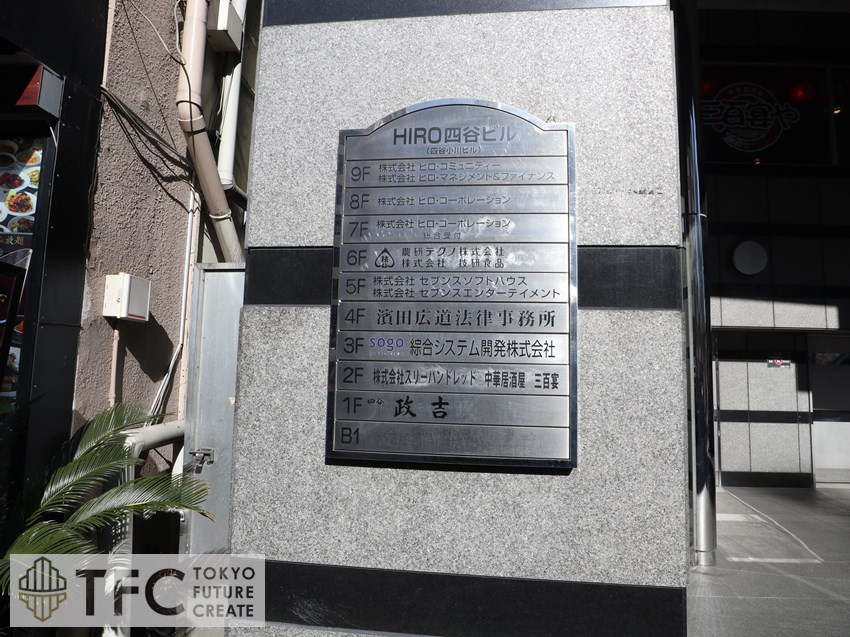 HIRO四谷ビル
(四谷小川ビル)
9F 株式会社 ヒロ・コミュニティー
株式会社 ヒロ・マネジメント&ファイナンス
8F 株式会社 ヒロ・コーポレーション
7F 株式会社 ヒロ・コーポレーション
総合受付
6F 農研テクノ株式会社
株式会社 技研食品
5F 株式会社 セブンスソフトハウス
株式会社 セブンスエンターテイメント
4F 濱田広道法律事務所
3F sogo 綜合システム開発株式会社
2F 株式会社スリーハンドレッド 中華居酒屋 三百宴
1F 四谷 政吉
B1
三百宴や
TFC TOKYO
FUTURE
CREATE